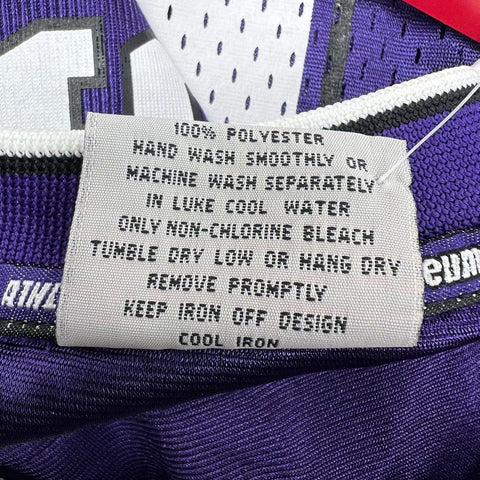 100% POLYESTER
HAND WASH SMOOTHLY OR
MACHINE WASH SEPARATELY
IN LUKE COOL WATER
ONLY NON-CHLORINE BLEACH
TUMBLE DRY LOW OR HANG DRY
REMOVE PROMPTLY
KEEP IRON OFF DESIGN
COOL IRON